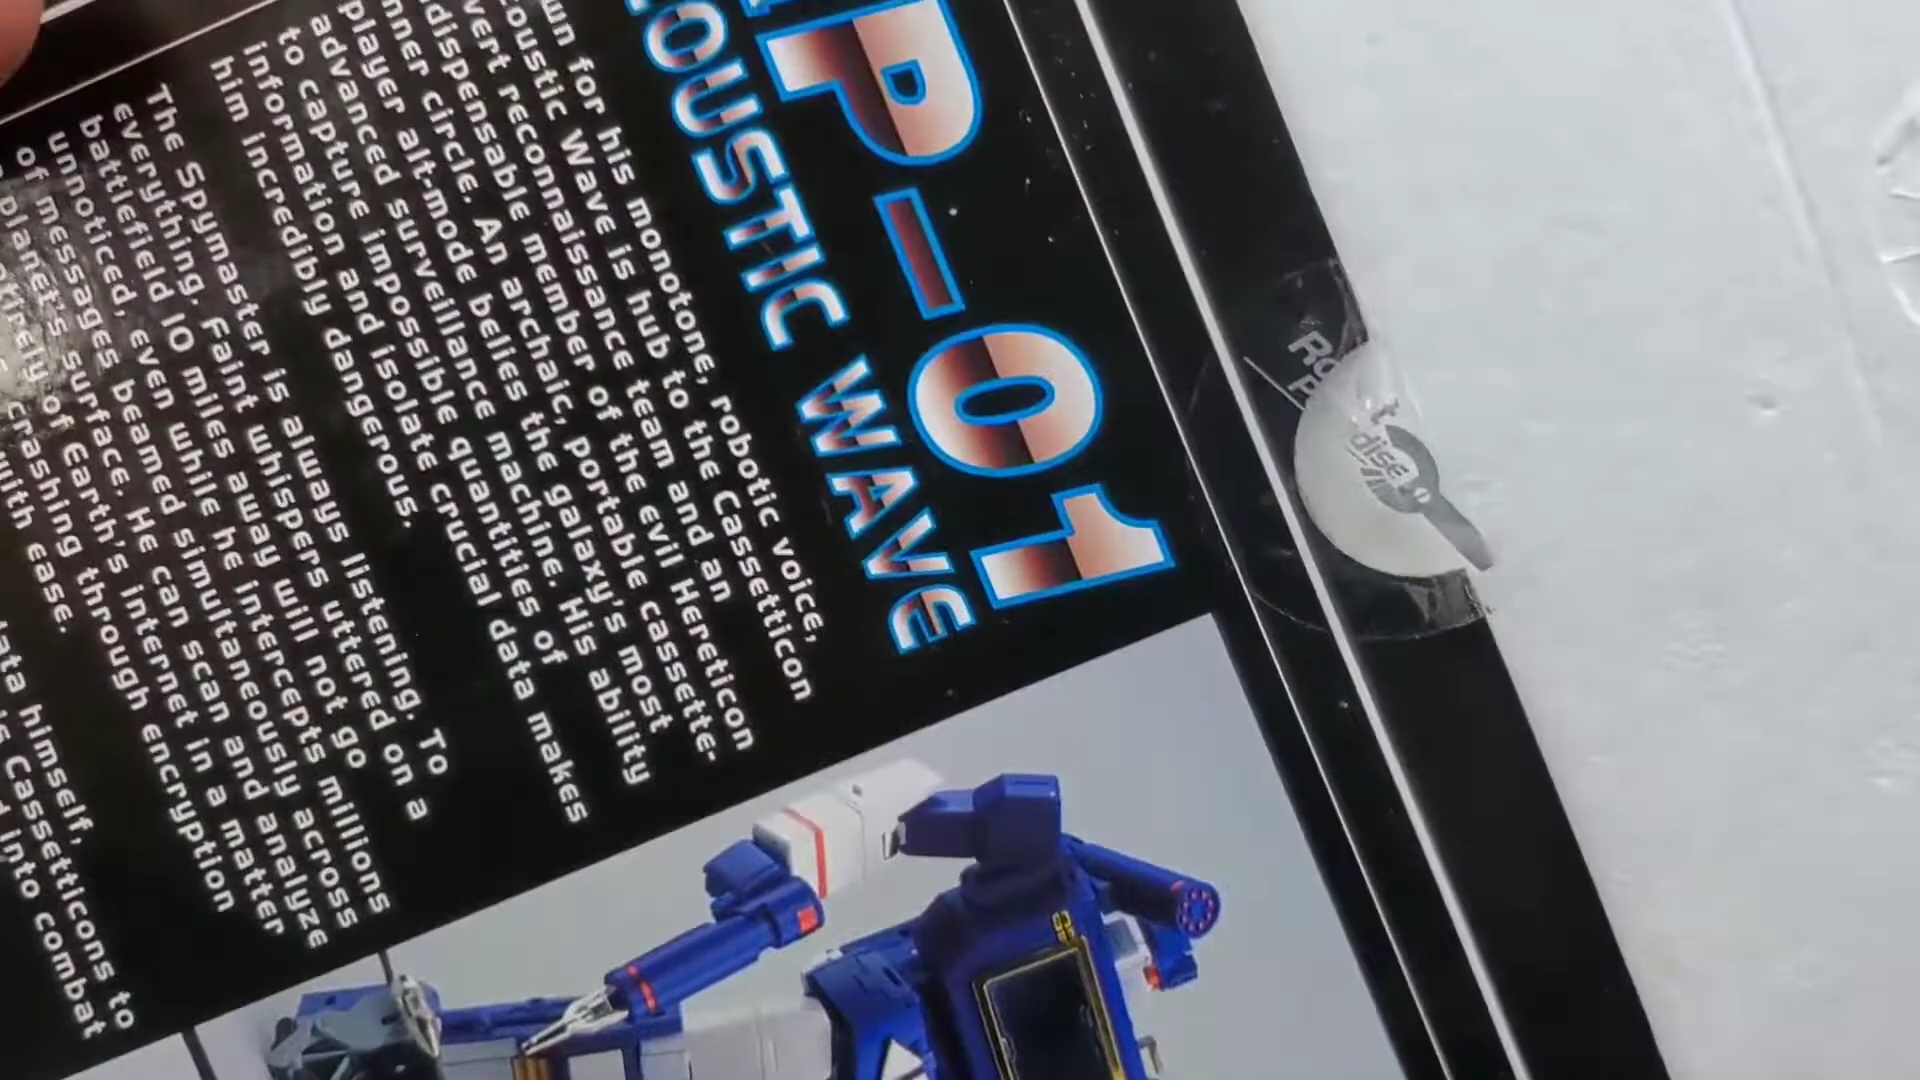 P-01
COUSTIC WAVE
wn for his monotone, robotic voice,
coustic Wave is hub to the Cassetticon
vert reconnaissance team and an
dispensable member of the evil Hereticon
nner circle. An archaic, portable cassette-
player alt-mode belies the galaxy's most
advanced surveillance machine. His ability
to capture impossible quantities of
information and isolate crucial data makes
him incredibly dangerous.
The Spymaster is always listening. To
everything. Faint whispers uttered on a
battlefield 10 miles away will not go
unnoticed, even while he intercepts millions
of messages beamed simultaneously across
planet's surface. He can scan and analyze
tirely of Earth's internet in a matter
crashing through encryption
with ease.
data himself,
Cassetticons to
into combat